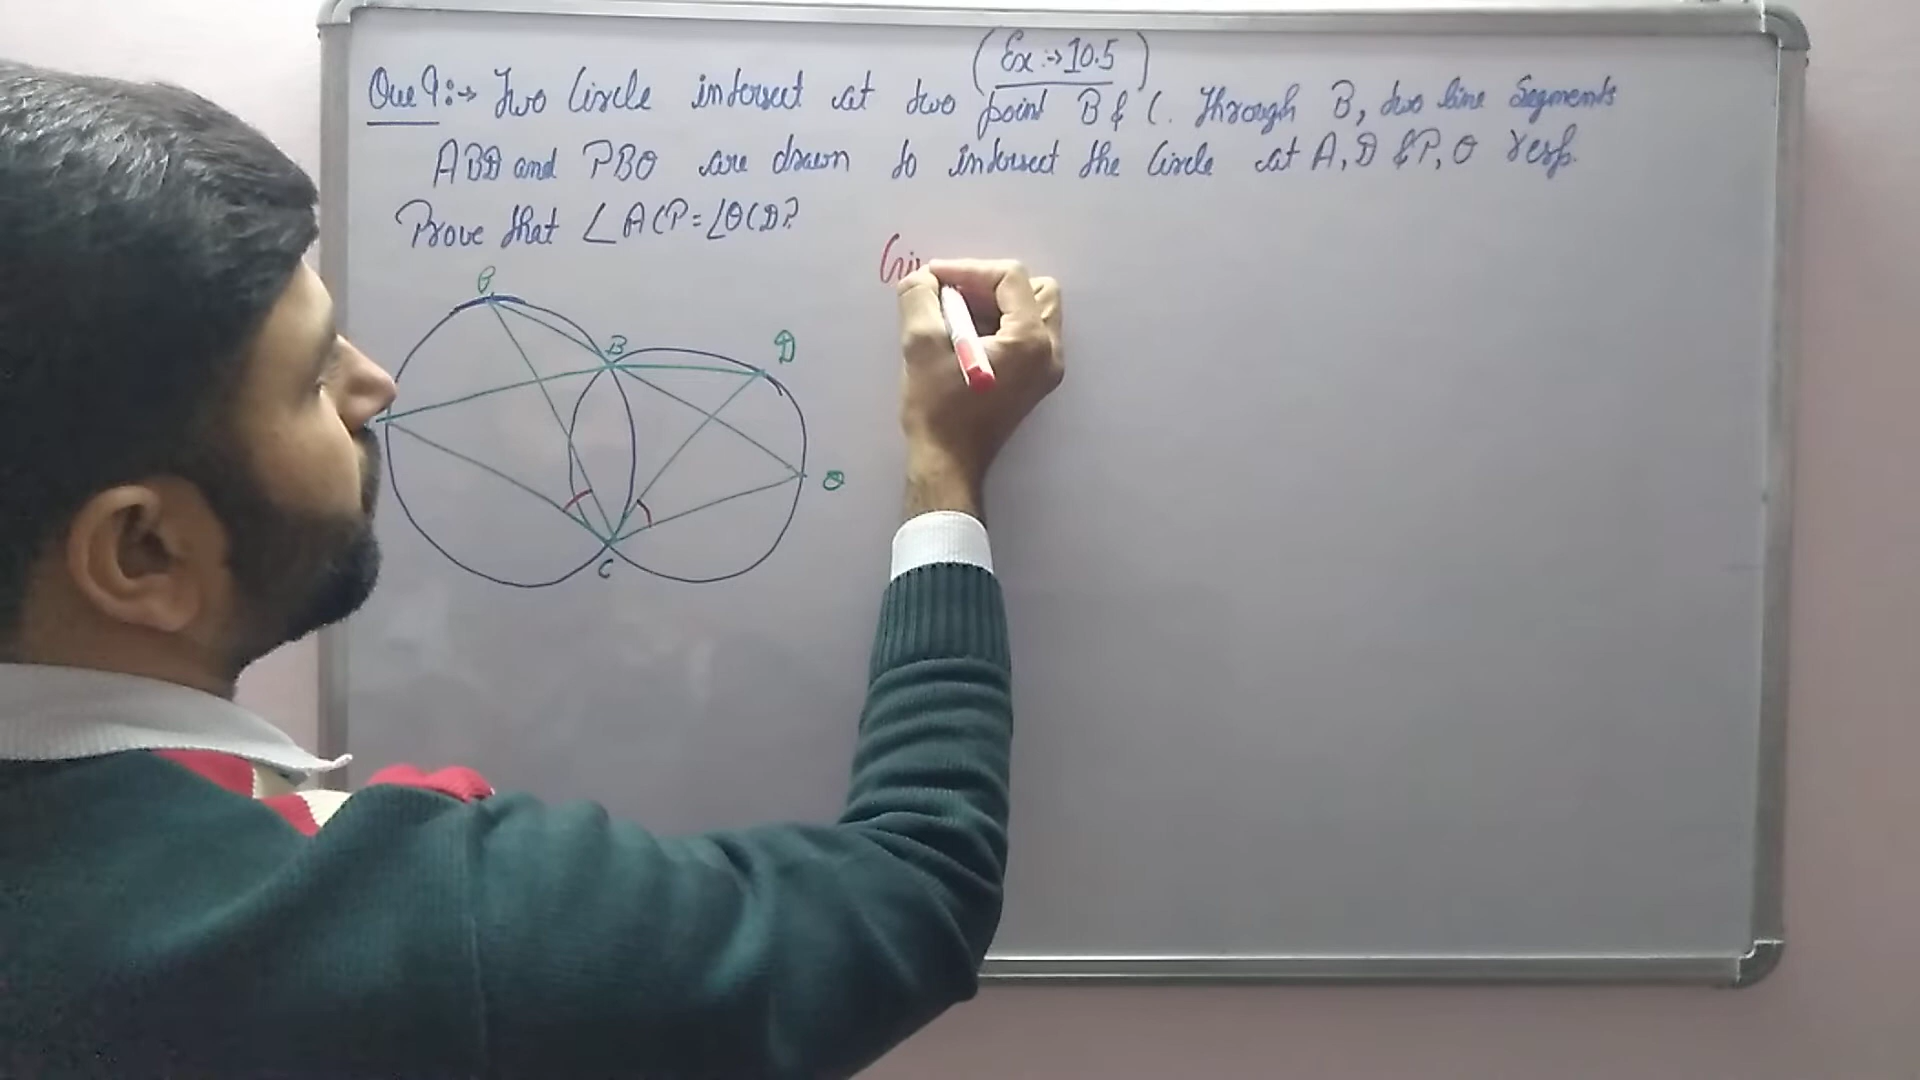 (Ex :→ 10.5)
Que 9:→ Two Circle intersect at two point B & C. Through B, two line Segments
ABD and PBQ are drawn to intersect the Circle at A, D & P, Q resp.
Prove that ∠ACP = ∠QCD?
Giv
P
B
D
Q
C